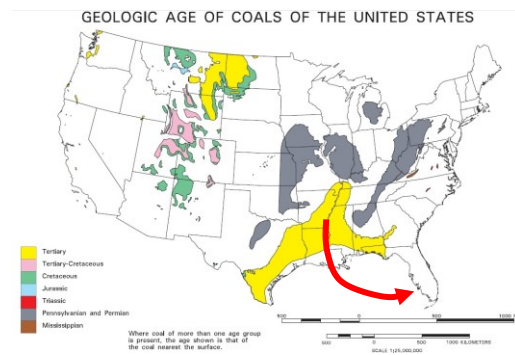 GEOLOGIC AGE OF COALS OF THE UNITED STATES
Tertiary
Tertiary-Cretaceous
Cretaceous
Jurassic
Triassic
Pennsylvanian and Permian
Mississippian
Where coal of more than one age group
is present, the age shown is that of
the coal nearest the surface.
500 0 500 1000
500 0 500 1000 KILOMETERS